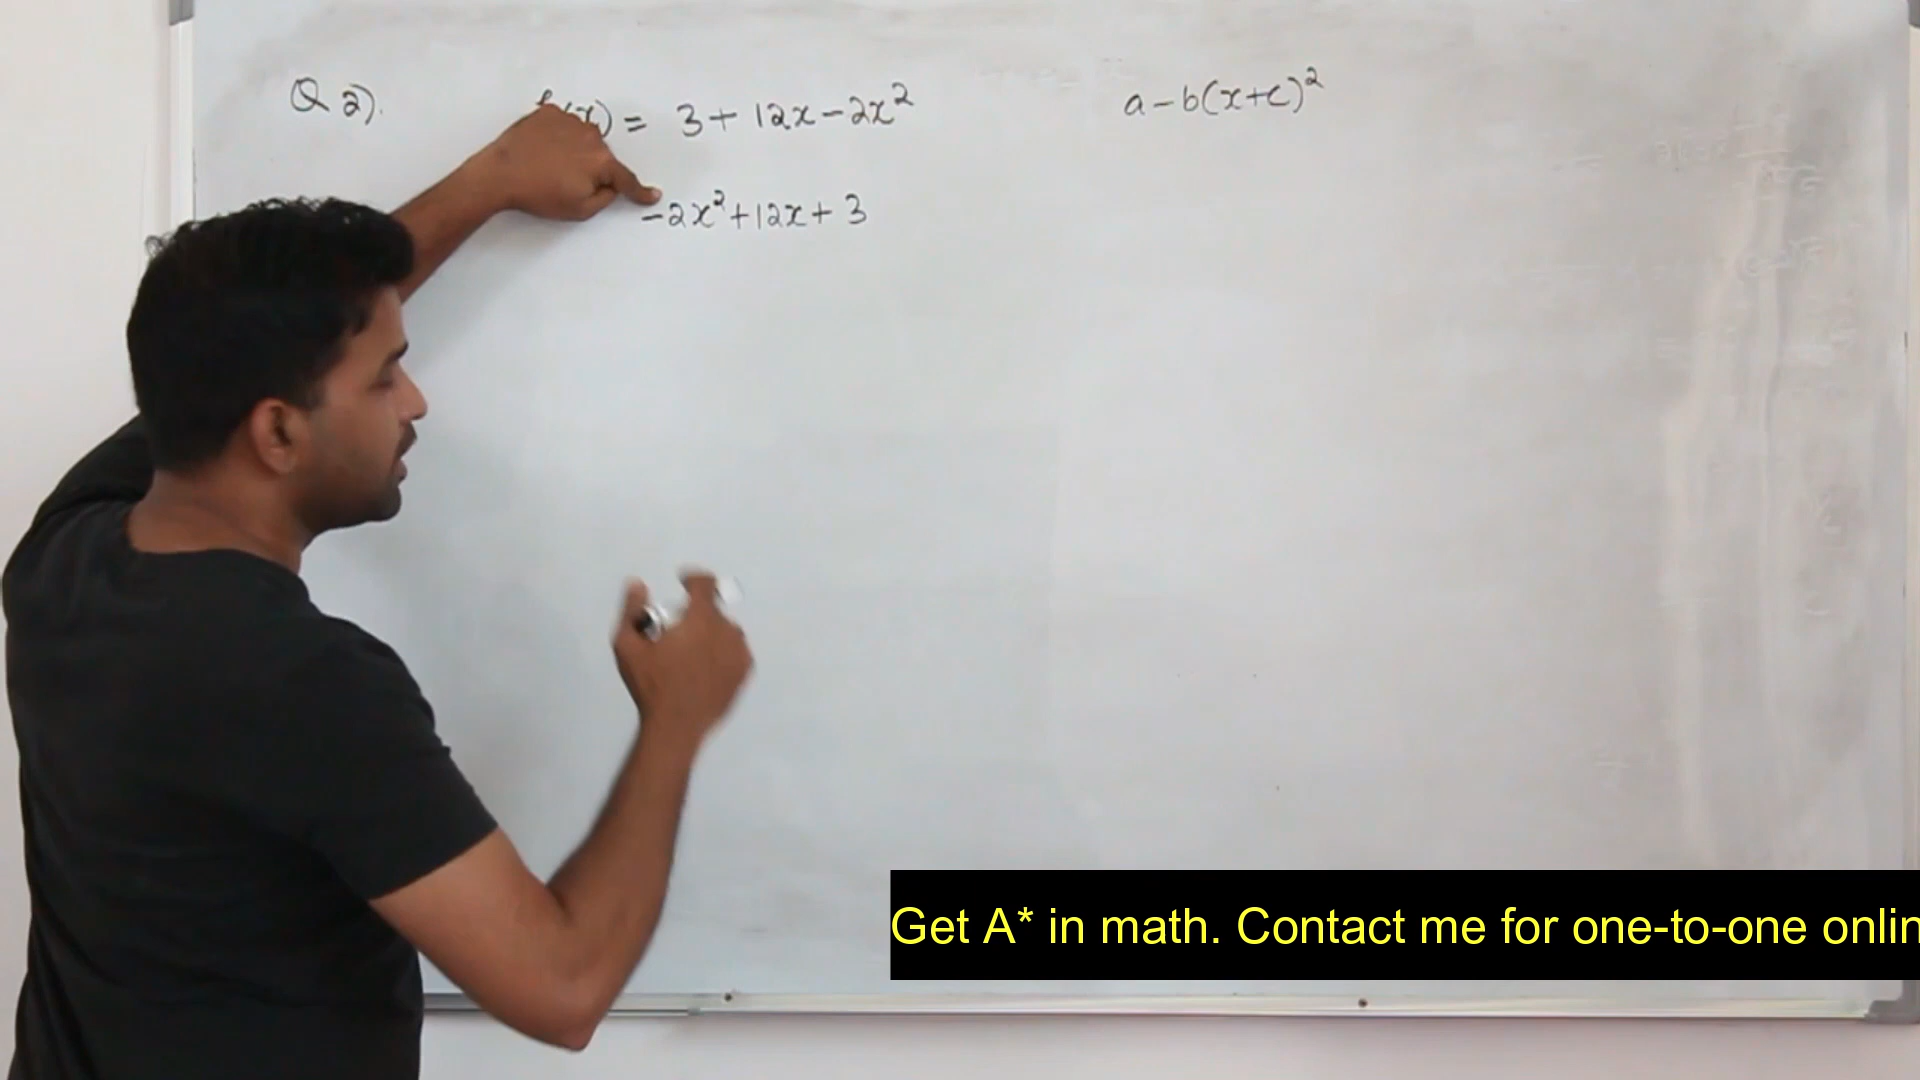 Q 2). f(x) = 3 + 12x - 2x² a - b(x+c)²
-2x² + 12x + 3
Get A* in math. Contact me for one-to-one onlin